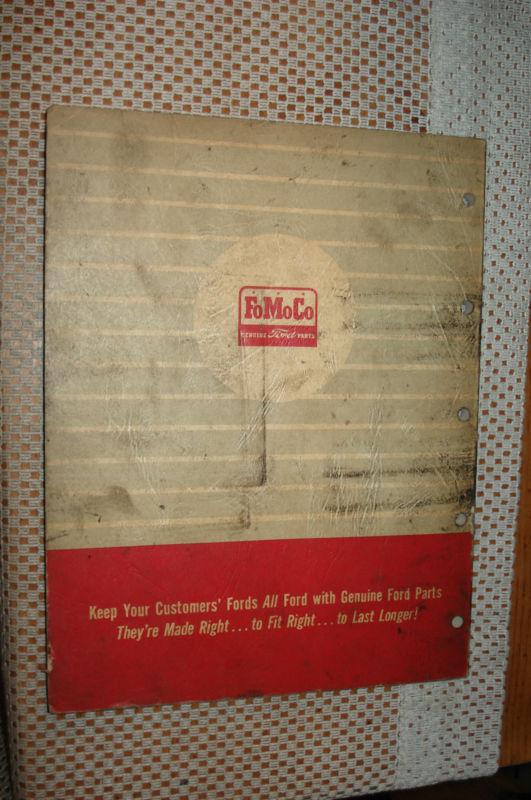 FoMoCo
GENUINE Ford PARTS
Keep Your Customers' Fords All Ford with Genuine Ford Parts
They're Made Right...to Fit Right...to Last Longer!